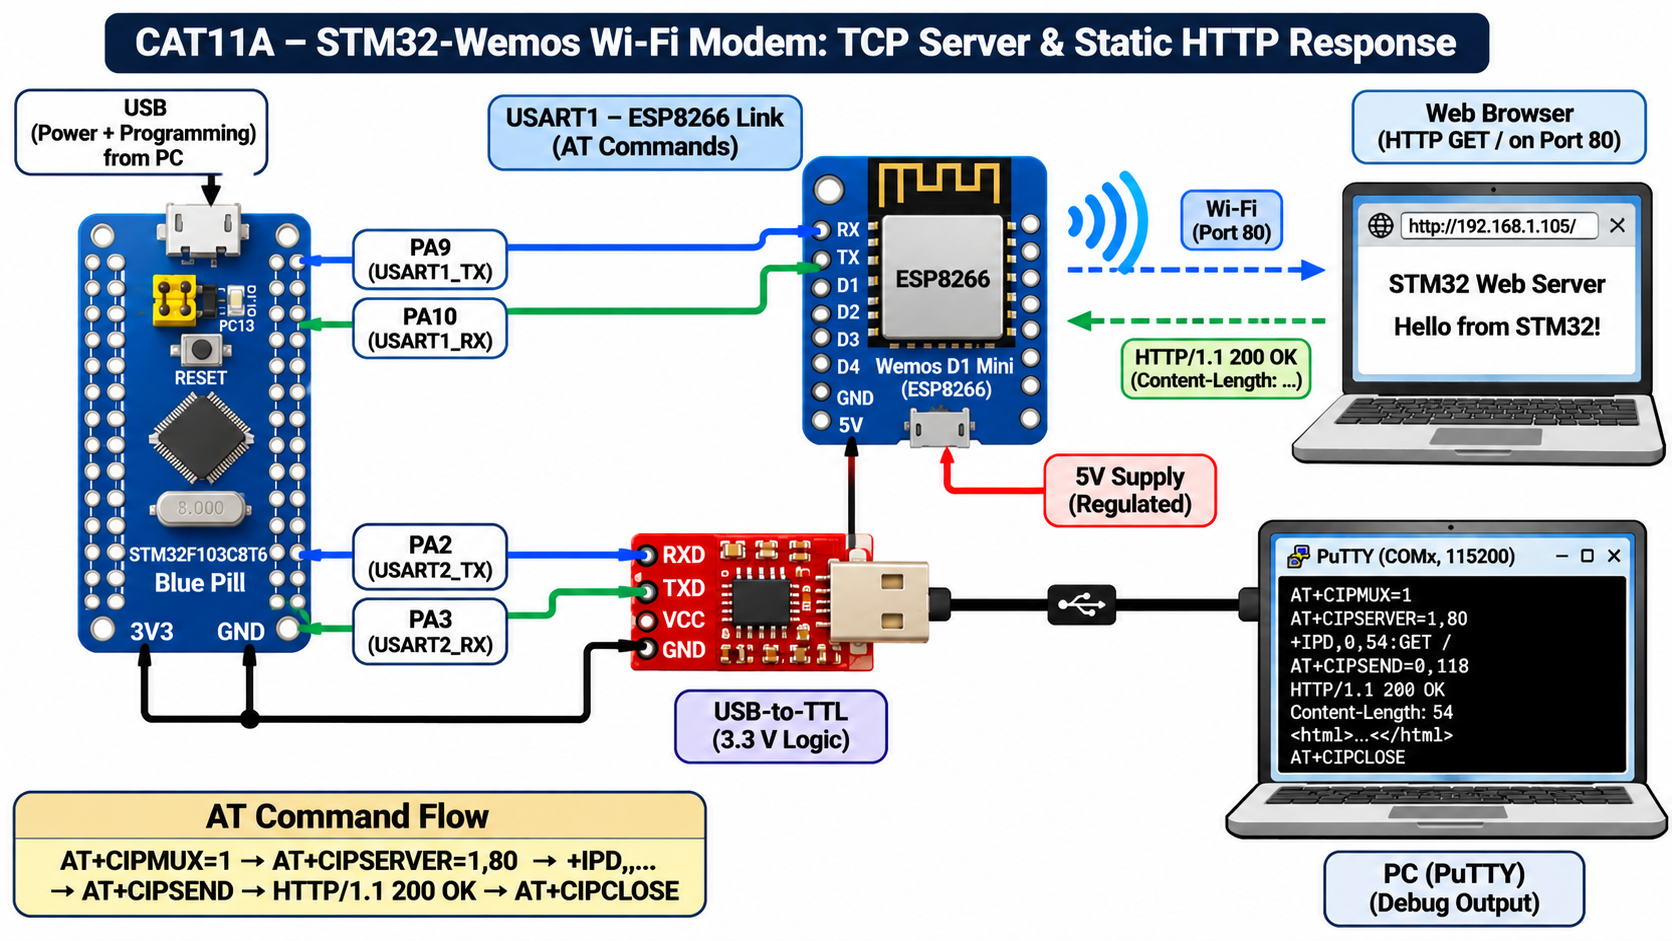 CAT11A – STM32-Wemos Wi-Fi Modem: TCP Server & Static HTTP Response
USB
(Power + Programming)
from PC
USART1 – ESP8266 Link
(AT Commands)
Web Browser
(HTTP GET / on Port 80)
PA9
(USART1_TX)
PA10
(USART1_RX)
RX
TX
D1
D2
D3
D4
GND
5V
ESP8266
Wemos D1 Mini
(ESP8266)
Wi-Fi
(Port 80)
HTTP/1.1 200 OK
(Content-Length: ...)
http://192.168.1.105/
STM32 Web Server
Hello from STM32!
PC13
RESET
8.000
STM32F103C8T6
Blue Pill
3V3 GND
PA2
(USART2_TX)
PA3
(USART2_RX)
RXD
TXD
VCC
GND
5V Supply
(Regulated)
USB-to-TTL
(3.3 V Logic)
PuTTY (COMx, 115200)
AT+CIPMUX=1
AT+CIPSERVER=1,80
+IPD,0,54:GET /
AT+CIPSEND=0,118
HTTP/1.1 200 OK
Content-Length: 54
<html>...<</html>
AT+CIPCLOSE
PC (PuTTY)
(Debug Output)
AT Command Flow
AT+CIPMUX=1 → AT+CIPSERVER=1,80 → +IPD,,...
→ AT+CIPSEND → HTTP/1.1 200 OK → AT+CIPCLOSE